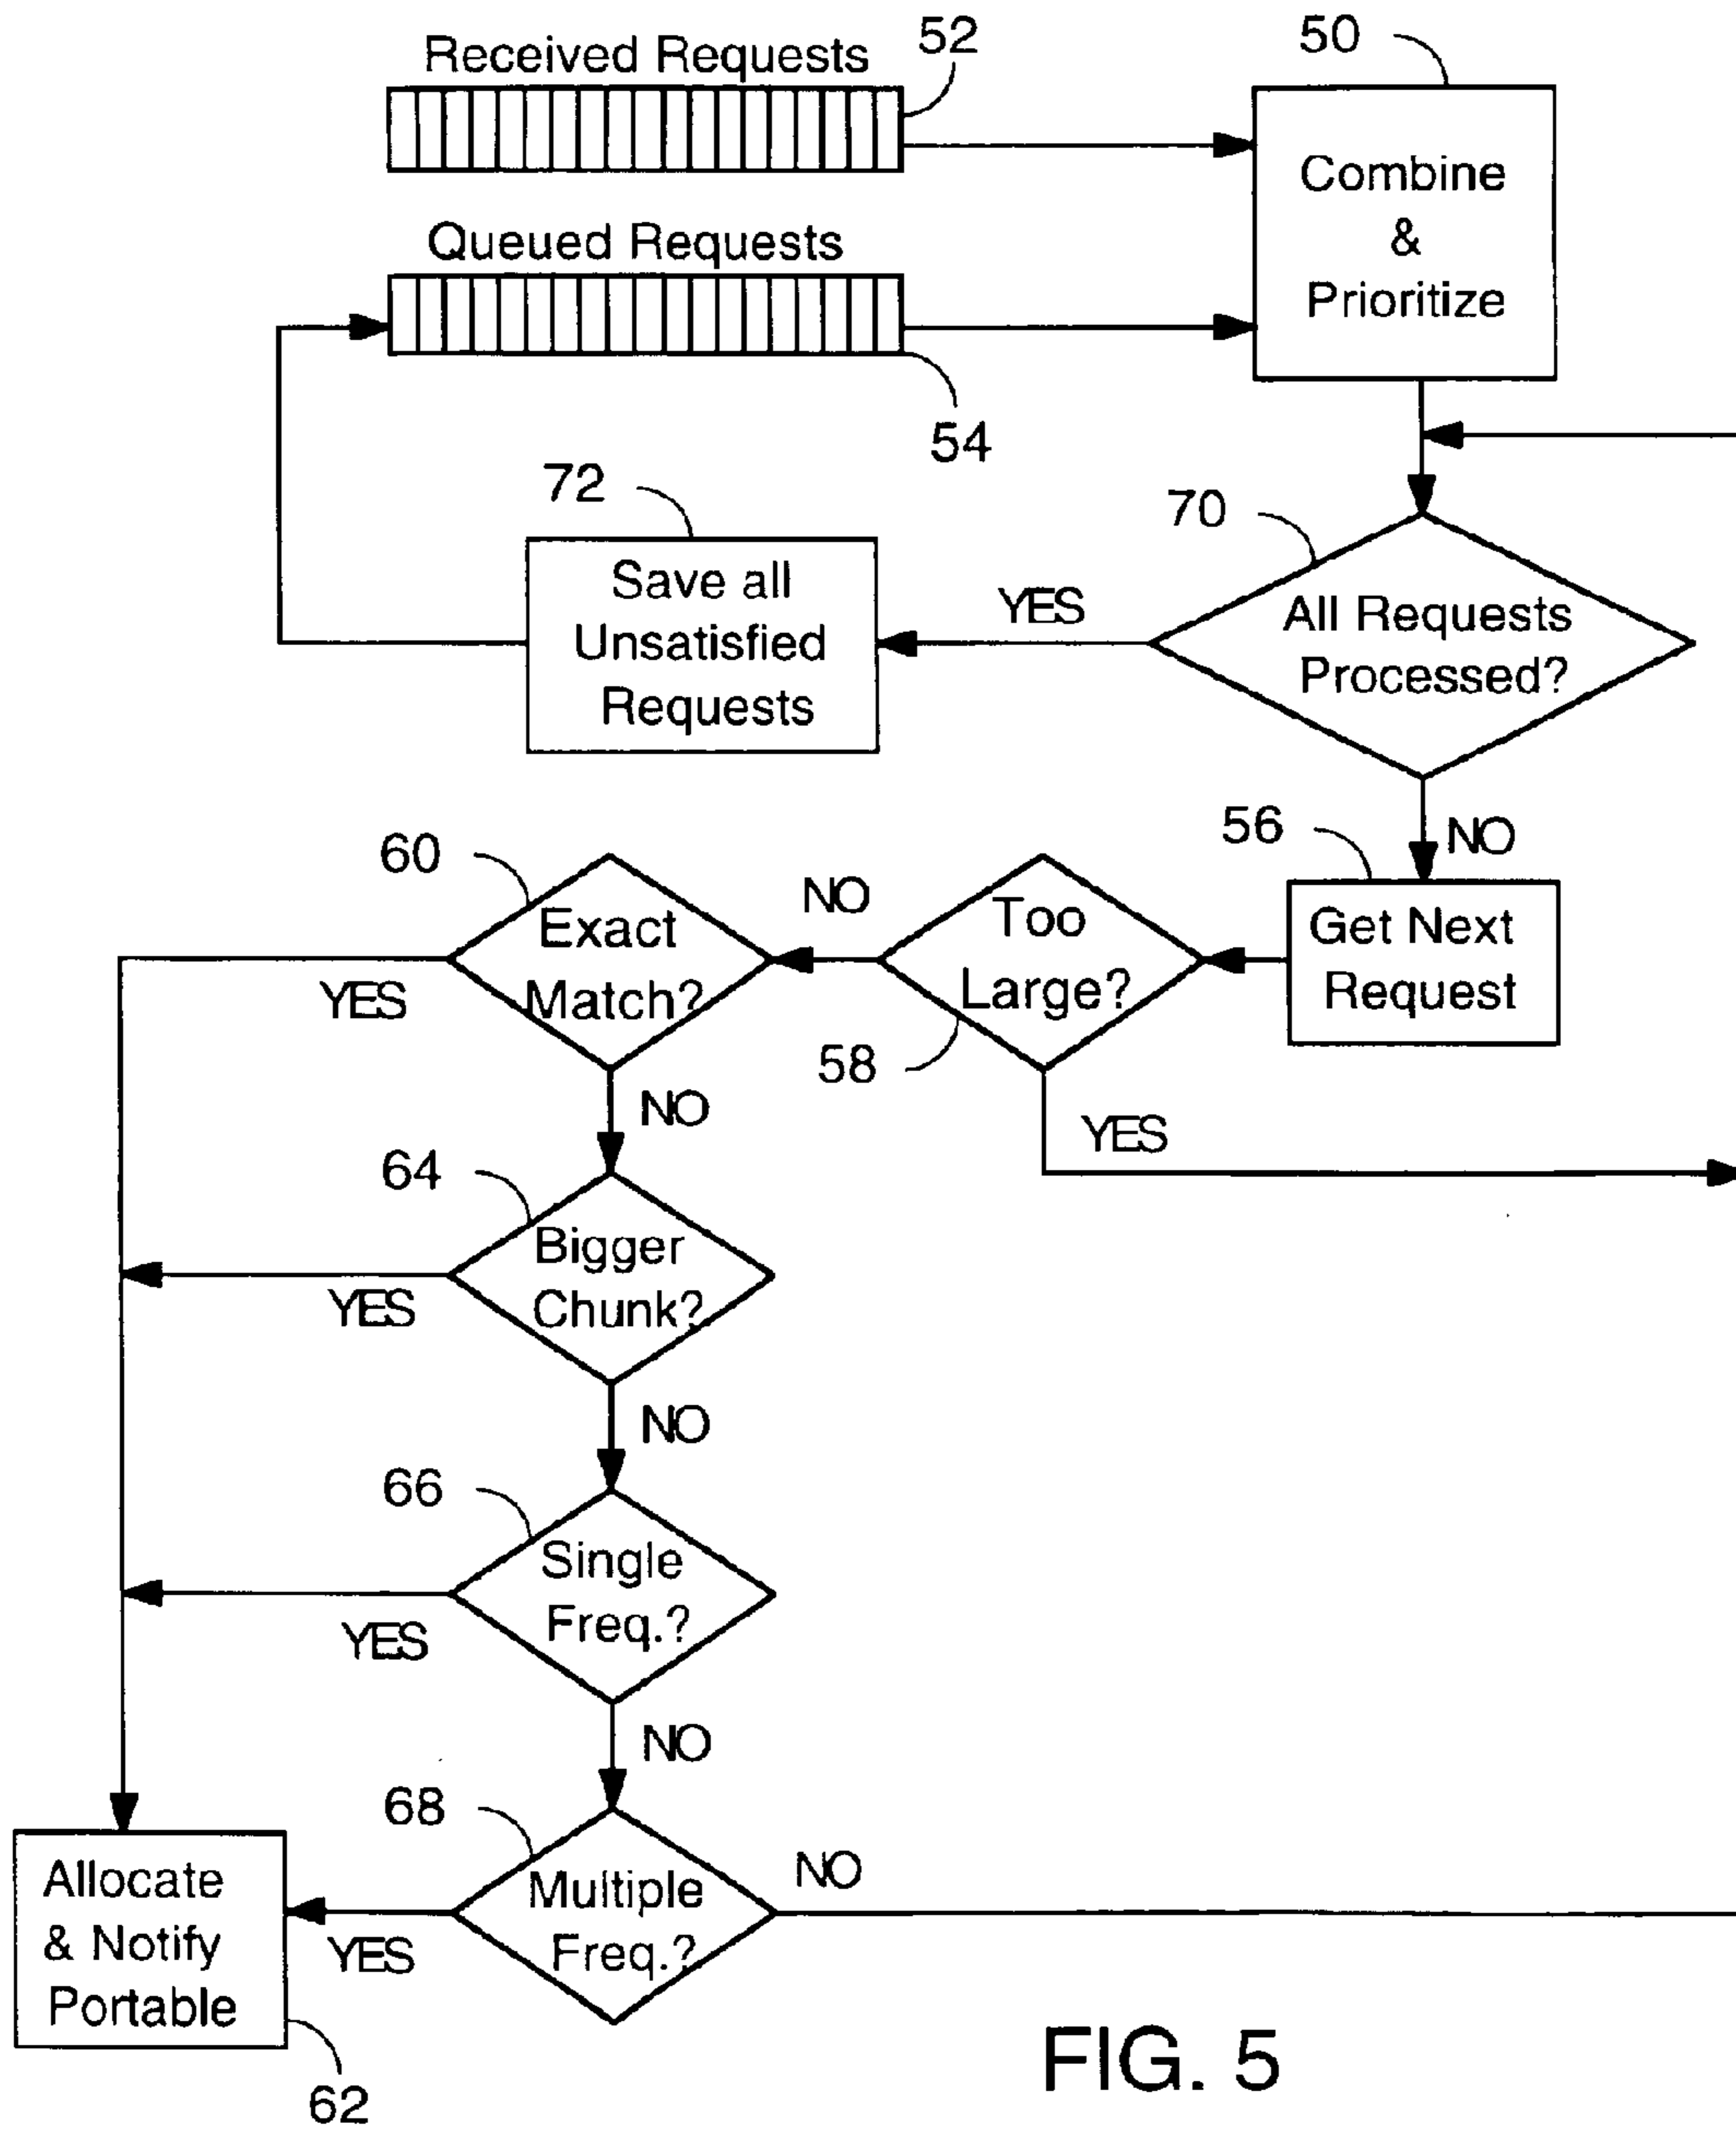 Received Requests
52
50
Combine
&
Prioritize
Queued Requests
54
72
Save all
Unsatisfied
Requests
YES
70
All Requests
Processed?
NO
56
Get Next
Request
60
Exact
Match?
YES
NO
Too
Large?
58
YES
NO
64
Bigger
Chunk?
YES
NO
66
Single
Freq.?
YES
NO
68
Multiple
Freq.?
NO
YES
Allocate
& Notify
Portable
62
FIG. 5